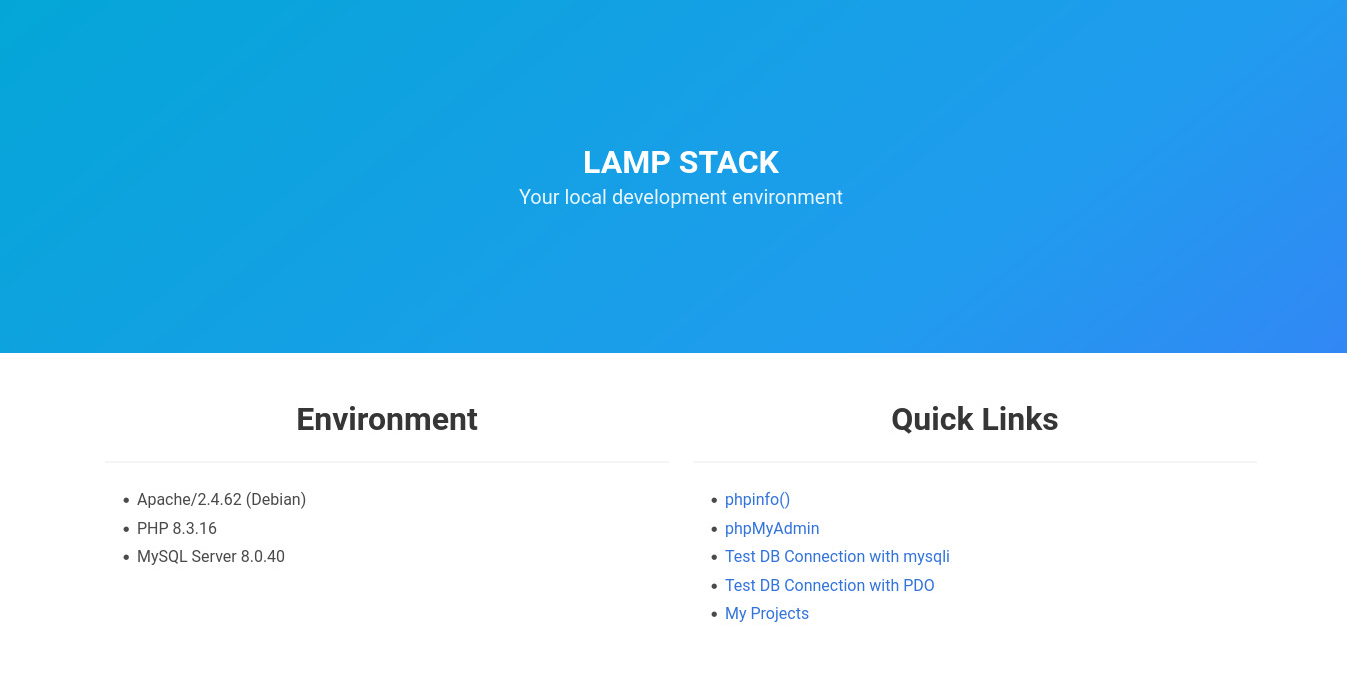 LAMP STACK
Your local development environment
Environment
Apache/2.4.62 (Debian)
PHP 8.3.16
MySQL Server 8.0.40
Quick Links
phpinfo()
phpMyAdmin
Test DB Connection with mysqli
Test DB Connection with PDO
My Projects